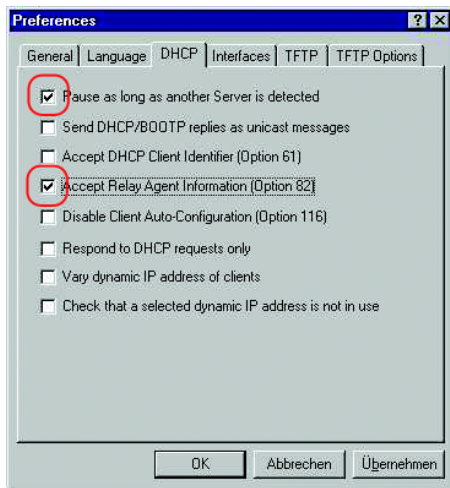 Preferences
General Language DHCP Interfaces TFTP TFTP Options
Pause as long as another Server is detected
Send DHCP/BOOTP replies as unicast messages
Accept DHCP Client Identifier (Option 61)
Accept Relay Agent Information (Option 82)
Disable Client Auto-Configuration (Option 116)
Respond to DHCP requests only
Vary dynamic IP address of clients
Check that a selected dynamic IP address is not in use
OK Abbrechen Übernehmen